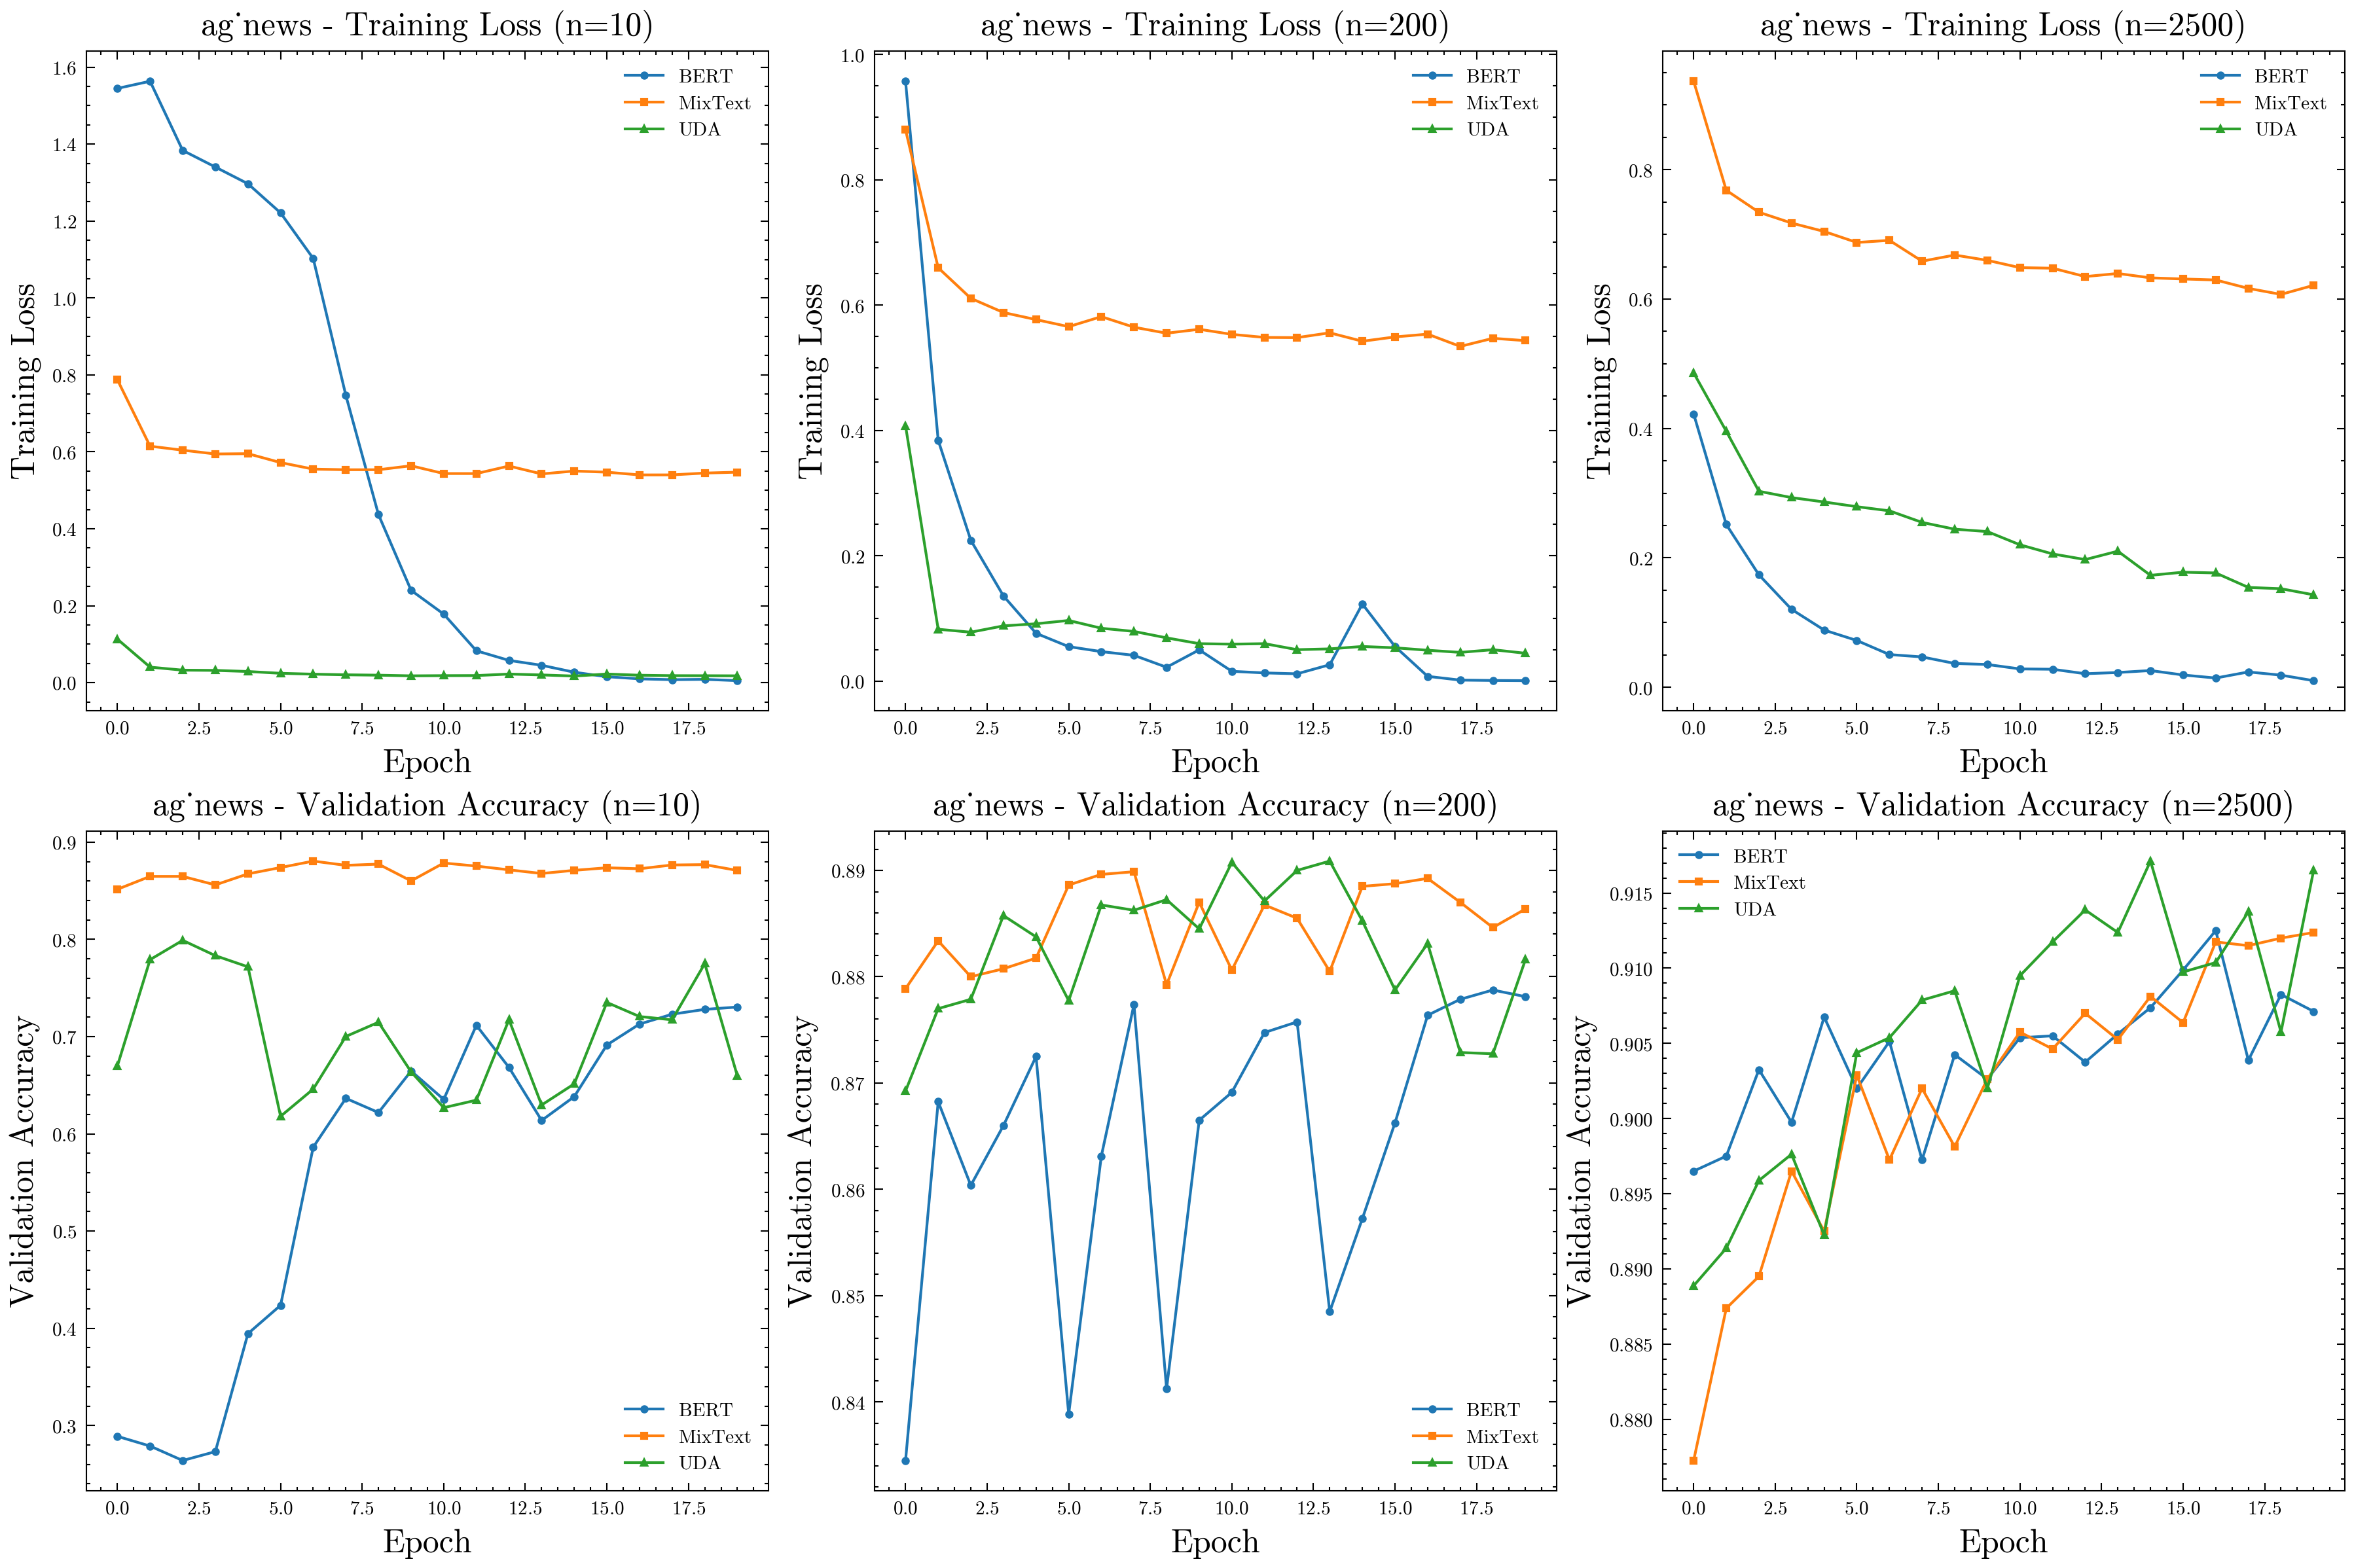 ag˙news - Training Loss (n=10)
BERT
MixText
UDA
1.6
1.4
1.2
1.0
0.8
0.6
0.4
0.2
0.0
Training Loss
0.0 2.5 5.0 7.5 10.0 12.5 15.0 17.5
Epoch
ag˙news - Training Loss (n=200)
BERT
MixText
UDA
1.0
0.8
0.6
0.4
0.2
0.0
Training Loss
0.0 2.5 5.0 7.5 10.0 12.5 15.0 17.5
Epoch
ag˙news - Training Loss (n=2500)
BERT
MixText
UDA
0.8
0.6
0.4
0.2
0.0
Training Loss
0.0 2.5 5.0 7.5 10.0 12.5 15.0 17.5
Epoch
ag˙news - Validation Accuracy (n=10)
0.9
0.8
0.7
0.6
0.5
0.4
0.3
Validation Accuracy
BERT
MixText
UDA
0.0 2.5 5.0 7.5 10.0 12.5 15.0 17.5
Epoch
ag˙news - Validation Accuracy (n=200)
0.89
0.88
0.87
0.86
0.85
0.84
Validation Accuracy
BERT
MixText
UDA
0.0 2.5 5.0 7.5 10.0 12.5 15.0 17.5
Epoch
ag˙news - Validation Accuracy (n=2500)
BERT
MixText
UDA
0.915
0.910
0.905
0.900
0.895
0.890
0.885
0.880
Validation Accuracy
0.0 2.5 5.0 7.5 10.0 12.5 15.0 17.5
Epoch